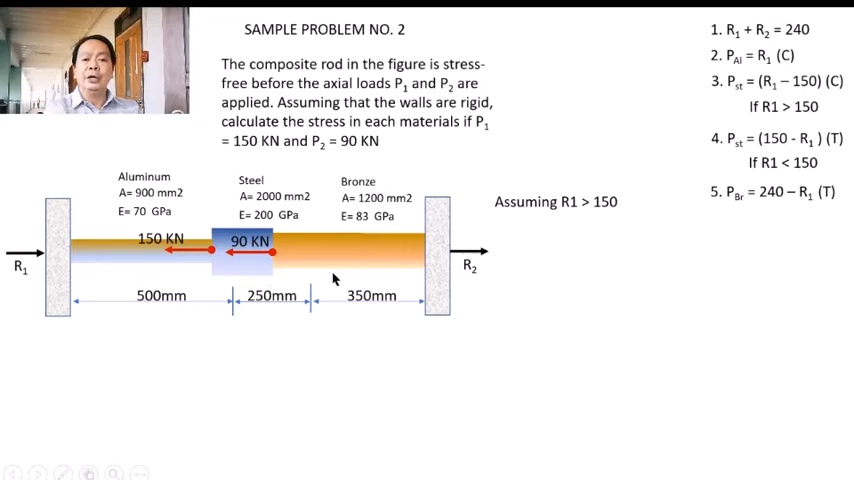 SAMPLE PROBLEM NO. 2
The composite rod in the figure is stress-
free before the axial loads P₁ and P₂ are
applied. Assuming that the walls are rigid,
calculate the stress in each materials if P₁
= 150 KN and P₂ = 90 KN
1. R₁ + R₂ = 240
2. P_Al = R₁ (C)
3. P_st = (R₁ – 150) (C)
If R1 > 150
4. P_st = (150 - R₁ ) (T)
If R1 < 150
5. P_Br = 240 – R₁ (T)
Assuming R1 > 150
Aluminum
A= 900 mm2
E= 70 GPa
Steel
A= 2000 mm2
E= 200 GPa
Bronze
A= 1200 mm2
E= 83 GPa
150 KN
90 KN
R₁
R₂
500mm
250mm
350mm